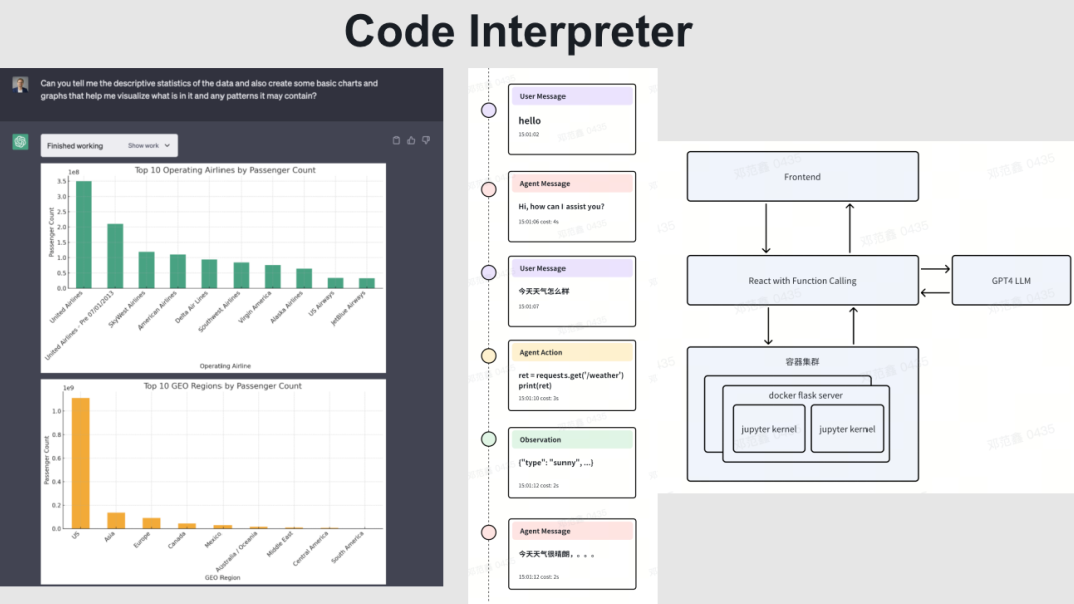 Code Interpreter
Can you tell me the descriptive statistics of the data and also create some basic charts and
graphs that help me visualize what is in it and any patterns it may contain?
Finished working
Show work
Top 10 Operating Airlines by Passenger Count
1e8
3.5
3.0
2.5
2.0
1.5
1.0
0.5
0.0
Passenger Count
United Airlines
United Airlines - Pre 07/01/2013
SkyWest Airlines
American Airlines
Delta Air Lines
Southwest Airlines
Virgin America
Alaska Airlines
US Airways
JetBlue Airways
Operating Airline
Top 10 GEO Regions by Passenger Count
1e9
1.0
0.8
0.6
0.4
0.2
0.0
Passenger Count
US
Asia
Europe
Canada
Mexico
Australia / Oceania
Middle East
Central America
South America
GEO Region
User Message
hello
15:01:02
Agent Message
Hi, how can I assist you?
15:01:06 cost: 4s
User Message
今天天气怎么样
15:01:07
Agent Action
ret = requests.get('/weather')
print(ret)
15:01:10 cost: 3s
Observation
{"type": "sunny", ...}
15:01:12 cost: 2s
Agent Message
今天天气很晴朗，。。。。
15:01:12 cost: 2s
Frontend
React with Function Calling
GPT4 LLM
容器集群
docker flask server
jupyter kernel
jupyter kernel
邓范鑫 0435